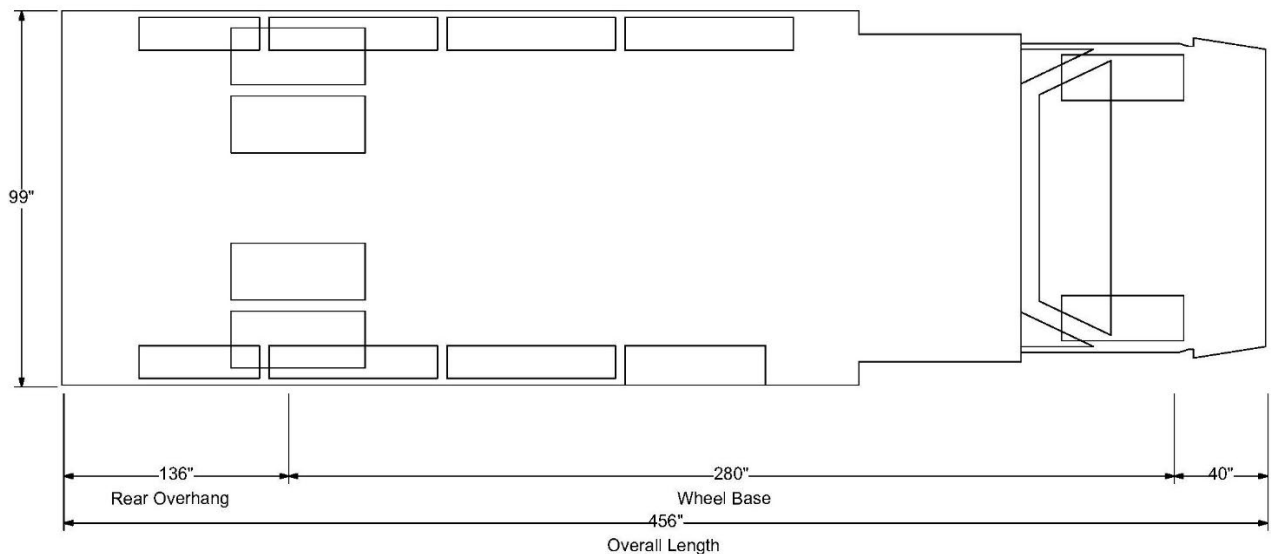 99"
136"
280"
40"
Rear Overhang
Wheel Base
456"
Overall Length